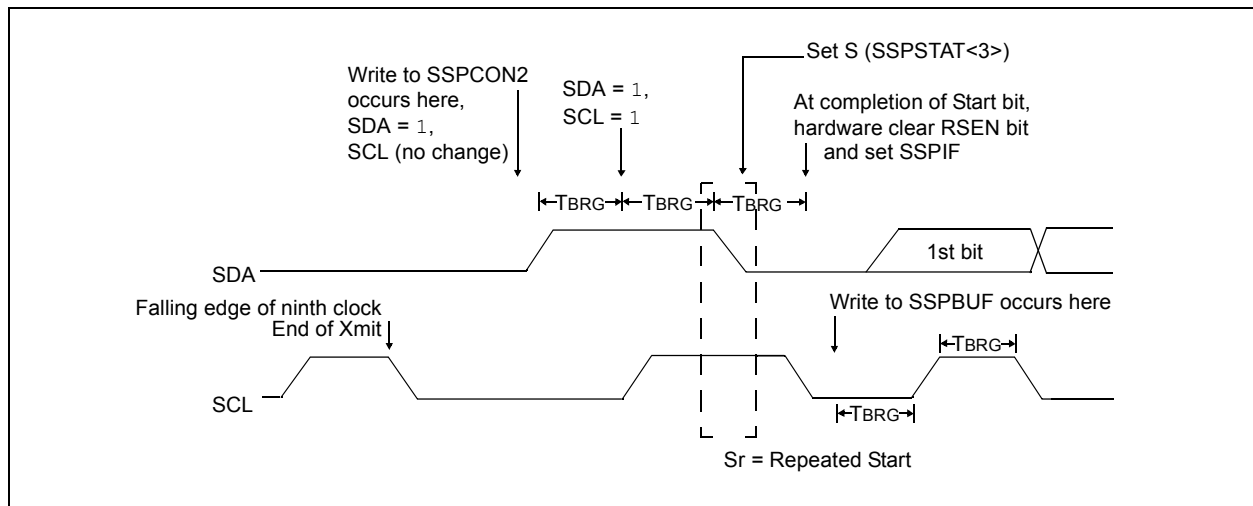 Set S (SSPSTAT<3>)
Write to SSPCON2
occurs here,
SDA = 1,
SCL (no change)
SDA = 1,
SCL = 1
At completion of Start bit,
hardware clear RSEN bit
and set SSPIF
TBRG
TBRG
TBRG
SDA
1st bit
Falling edge of ninth clock
End of Xmit
Write to SSPBUF occurs here
TBRG
SCL
TBRG
Sr = Repeated Start